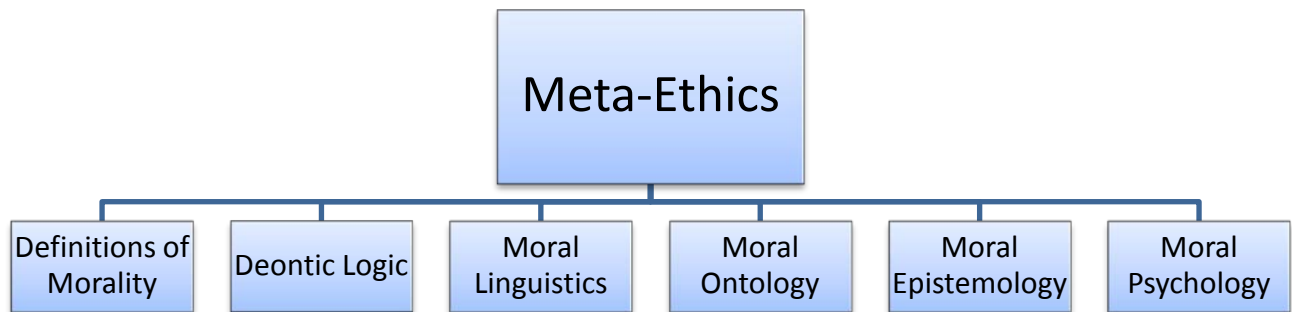 Meta-Ethics
Definitions of
Morality
Deontic Logic
Moral
Linguistics
Moral
Ontology
Moral
Epistemology
Moral
Psychology